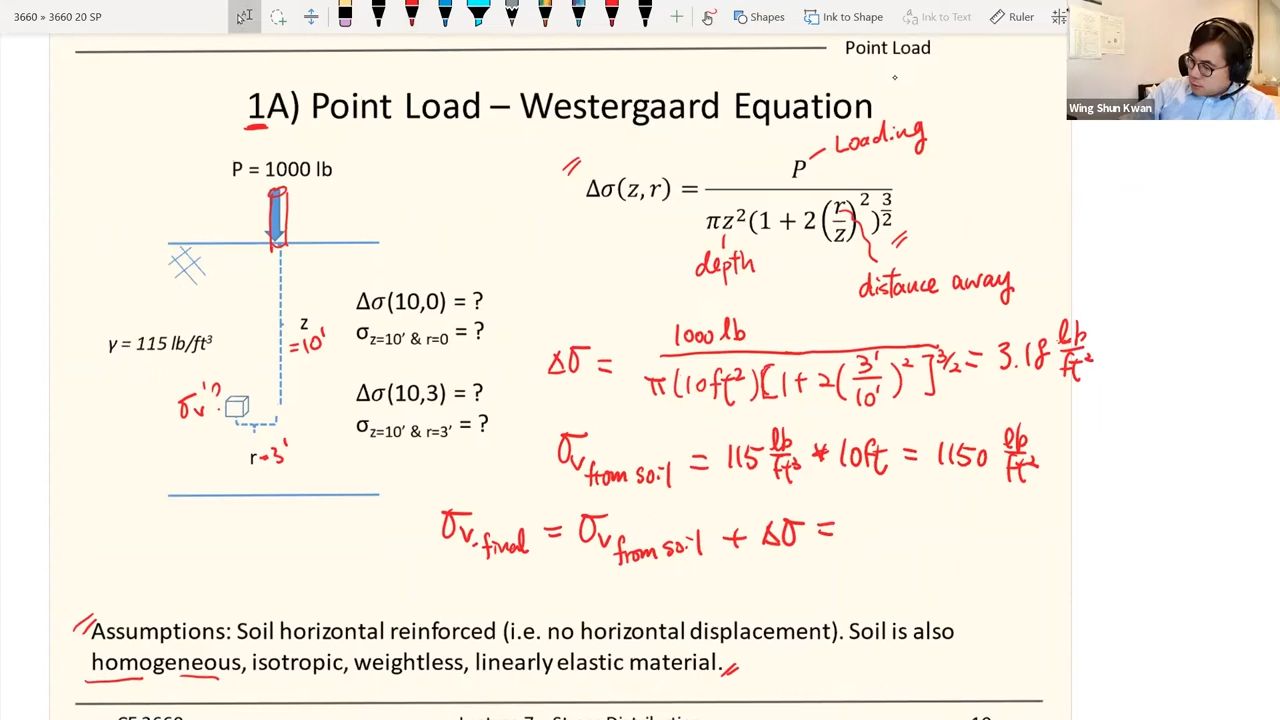 3660 » 3660 20 SP
Shapes
Ink to Shape
Ink to Text
Ruler
Wing Shun Kwan
Point Load
1A) Point Load – Westergaard Equation
P = 1000 lb
Loading
Δσ(z,r) = P / πz²(1 + 2(r/z)²)^3/2
depth
distance away
Δσ(10,0) = ?
σz=10' & r=0 = ?
z
=10'
γ = 115 lb/ft³
Δσ = 1000 lb / π(10ft²)[1+2(3'/10')²]^3/2 = 3.18 lb/ft²
Δσ(10,3) = ?
σz=10' & r=3' = ?
σv'?
r=3'
σv from soil = 115 lb/ft³ * 10ft = 1150 lb/ft²
σv.final = σv from soil + Δσ =
Assumptions: Soil horizontal reinforced (i.e. no horizontal displacement). Soil is also
homogeneous, isotropic, weightless, linearly elastic material.